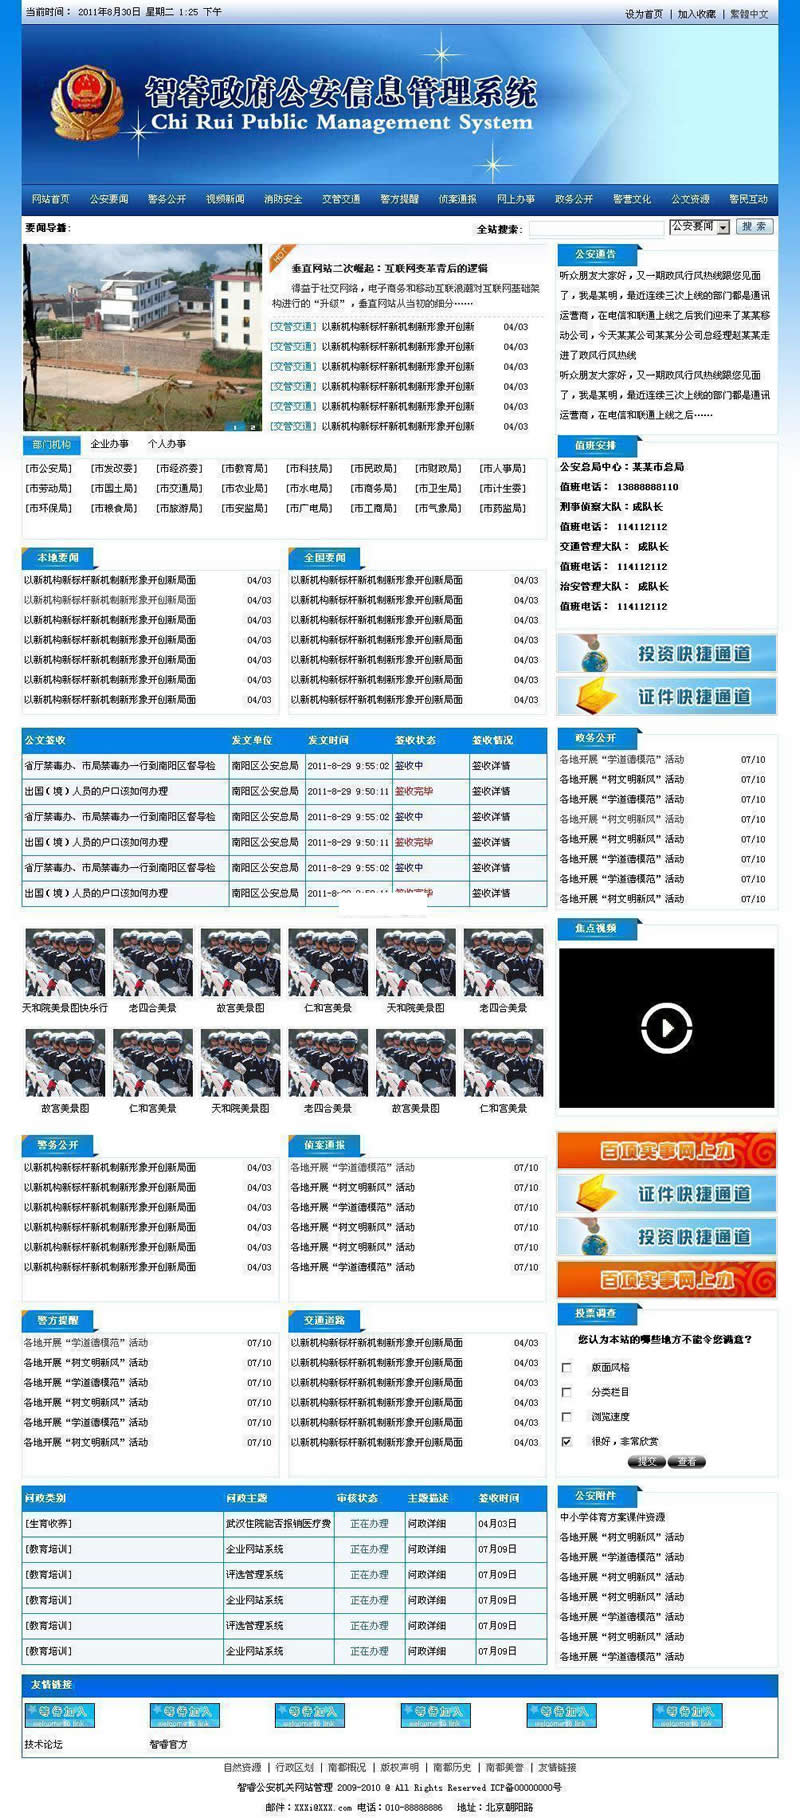 当前时间： 2011年8月30日 星期二 1:25 下午
设为首页 | 加入收藏 | 繁體中文
智睿政府公安信息管理系统
Chi Rui Public Management System
网站首页 公安要闻 警务公开 视频新闻 消防安全 交管交通 警方提醒 侦案通报 网上办事 政务公开 警营文化 公文资源 警民互动
要闻导播：
全站搜索： 公安要闻 搜 索
HOT
垂直网站二次崛起：互联网变革背后的逻辑
得益于社交网络，电子商务和移动互联浪潮对互联网基础架
构进行的“升级”，垂直网站从当初的细分……
[交管交通] 以新机构新标杆新机制新形象开创新 04/03
[交管交通] 以新机构新标杆新机制新形象开创新 04/03
[交管交通] 以新机构新标杆新机制新形象开创新 04/03
[交管交通] 以新机构新标杆新机制新形象开创新 04/03
[交管交通] 以新机构新标杆新机制新形象开创新 04/03
[交管交通] 以新机构新标杆新机制新形象开创新 04/03
1 2
公安通告
听众朋友大家好，又一期政风行风热线跟您见面
了，我是某明，最近连续三次上线的部门都是通讯
运营商，在电信和联通上线之后我们迎来了某某移
动公司，今天某某公司某某分公司总经理赵某某走
进了政风行风热线
听众朋友大家好，又一期政风行风热线跟您见面
了，我是某明，最近连续三次上线的部门都是通讯
运营商，在电信和联通上线之后……
部门机构 企业办事 个人办事
[市公安局] [市发改委] [市经济委] [市教育局] [市科技局] [市民政局] [市财政局] [市人事局]
[市劳动局] [市国土局] [市交通局] [市农业局] [市水电局] [市商务局] [市卫生局] [市计生委]
[市环保局] [市粮食局] [市旅游局] [市安监局] [市广电局] [市工商局] [市气象局] [市药监局]
值班安排
公安总局中心：某某市总局
值班电话： 13888888110
刑事侦察大队：成队长
值班电话： 114112112
交通管理大队： 成队长
值班电话： 114112112
治安管理大队： 成队长
值班电话： 114112112
本地要闻
以新机构新标杆新机制新形象开创新局面 04/03
以新机构新标杆新机制新形象开创新局面 04/03
以新机构新标杆新机制新形象开创新局面 04/03
以新机构新标杆新机制新形象开创新局面 04/03
以新机构新标杆新机制新形象开创新局面 04/03
以新机构新标杆新机制新形象开创新局面 04/03
以新机构新标杆新机制新形象开创新局面 04/03
全国要闻
以新机构新标杆新机制新形象开创新局面 04/03
以新机构新标杆新机制新形象开创新局面 04/03
以新机构新标杆新机制新形象开创新局面 04/03
以新机构新标杆新机制新形象开创新局面 04/03
以新机构新标杆新机制新形象开创新局面 04/03
以新机构新标杆新机制新形象开创新局面 04/03
以新机构新标杆新机制新形象开创新局面 04/03
投资快捷通道
证件快捷通道
公文签收 发文单位 发文时间 签收状态 签收情况
省厅禁毒办、市局禁毒办一行到南阳区督导检 南阳区公安总局 2011-8-29 9:55:02 签收中 签收详情
出国(境)人员的户口该如何办理 南阳区公安总局 2011-8-29 9:50:11 签收完毕 签收详情
省厅禁毒办、市局禁毒办一行到南阳区督导检 南阳区公安总局 2011-8-29 9:55:02 签收中 签收详情
出国(境)人员的户口该如何办理 南阳区公安总局 2011-8-29 9:50:11 签收完毕 签收详情
省厅禁毒办、市局禁毒办一行到南阳区督导检 南阳区公安总局 2011-8-29 9:55:02 签收中 签收详情
出国(境)人员的户口该如何办理 南阳区公安总局 2011-8-29 9:50:11 签收完毕 签收详情
政务公开
各地开展“学道德模范”活动 07/10
各地开展“树文明新风”活动 07/10
各地开展“学道德模范”活动 07/10
各地开展“树文明新风”活动 07/10
各地开展“树文明新风”活动 07/10
各地开展“学道德模范”活动 07/10
各地开展“学道德模范”活动 07/10
各地开展“树文明新风”活动 07/10
天和院美景图快乐行 老四合美景 故宫美景图 仁和宫美景 天和院美景图 老四合美景
故宫美景图 仁和宫美景 天和院美景图 老四合美景 故宫美景图 仁和宫美景
焦点视频
警务公开
以新机构新标杆新机制新形象开创新局面 04/03
以新机构新标杆新机制新形象开创新局面 04/03
以新机构新标杆新机制新形象开创新局面 04/03
以新机构新标杆新机制新形象开创新局面 04/03
以新机构新标杆新机制新形象开创新局面 04/03
以新机构新标杆新机制新形象开创新局面 04/03
侦案通报
各地开展“学道德模范”活动 07/10
各地开展“树文明新风”活动 07/10
各地开展“学道德模范”活动 07/10
各地开展“树文明新风”活动 07/10
各地开展“树文明新风”活动 07/10
各地开展“学道德模范”活动 07/10
百项实事网上办
证件快捷通道
投资快捷通道
百项实事网上办
警方提醒
各地开展“学道德模范”活动 07/10
各地开展“树文明新风”活动 07/10
各地开展“学道德模范”活动 07/10
各地开展“树文明新风”活动 07/10
各地开展“学道德模范”活动 07/10
各地开展“树文明新风”活动 07/10
交通道路
以新机构新标杆新机制新形象开创新局面 04/03
以新机构新标杆新机制新形象开创新局面 04/03
以新机构新标杆新机制新形象开创新局面 04/03
以新机构新标杆新机制新形象开创新局面 04/03
以新机构新标杆新机制新形象开创新局面 04/03
以新机构新标杆新机制新形象开创新局面 04/03
投票调查
您认为本站的哪些地方不能令您满意？
版面风格
分类栏目
浏览速度
很好，非常欣赏
提交 查看
问政类别 问政主题 审核状态 主题描述 签收时间
[生育收养] 武汉住院能否报销医疗费 正在办理 问政详细 04月03日
[教育培训] 企业网站系统 正在办理 问政详细 07月09日
[教育培训] 评选管理系统 正在办理 问政详细 07月09日
[教育培训] 企业网站系统 正在办理 问政详细 07月09日
[教育培训] 评选管理系统 正在办理 问政详细 07月09日
[教育培训] 企业网站系统 正在办理 问政详细 07月09日
公安附件
中小学体育方案课件资源
各地开展“树文明新风”活动
各地开展“学道德模范”活动
各地开展“树文明新风”活动
各地开展“树文明新风”活动
各地开展“学道德模范”活动
各地开展“树文明新风”活动
各地开展“学道德模范”活动
友情链接
等待加入 等待加入 等待加入 等待加入 等待加入 等待加入
技术论坛 智睿官方
自然资源 | 行政区划 | 南都概况 | 版权声明 | 南都历史 | 南都美誉 | 友情链接
智睿公安机关网站管理 2009-2010 @ All Rights Reserved ICP备00000000号
邮件：XXXi@XXX.com 电话：010-88888886 地址：北京朝阳路